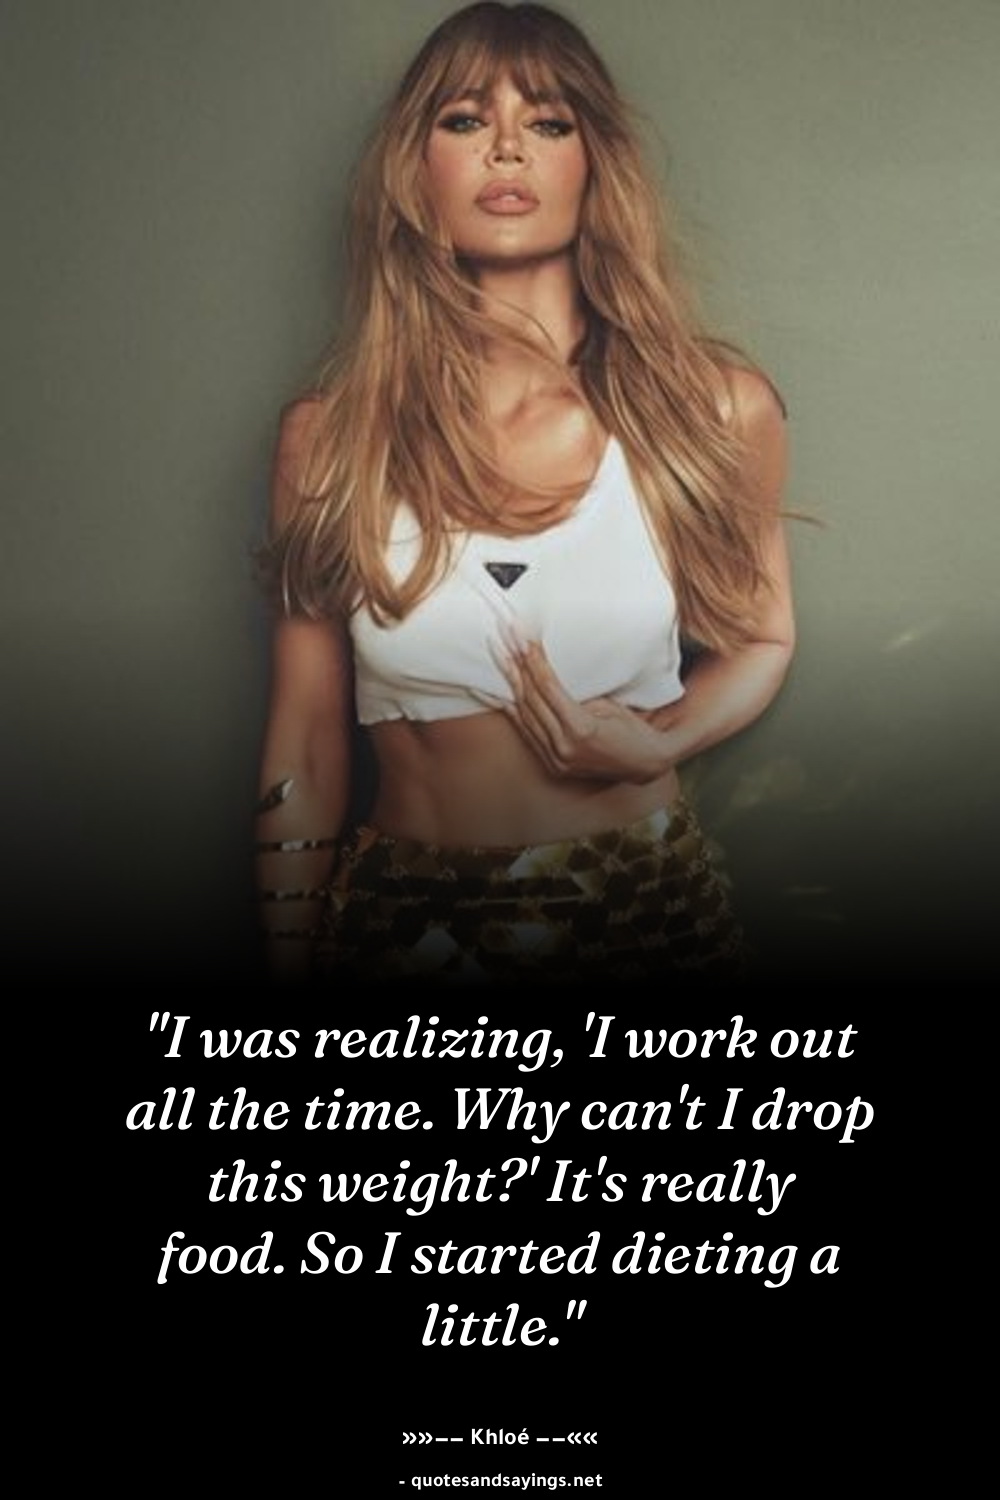 "I was realizing, 'I work out
all the time. Why can't I drop
this weight?' It's really
food. So I started dieting a
little."
»»–– Khloé ––««
- quotesandsayings.net